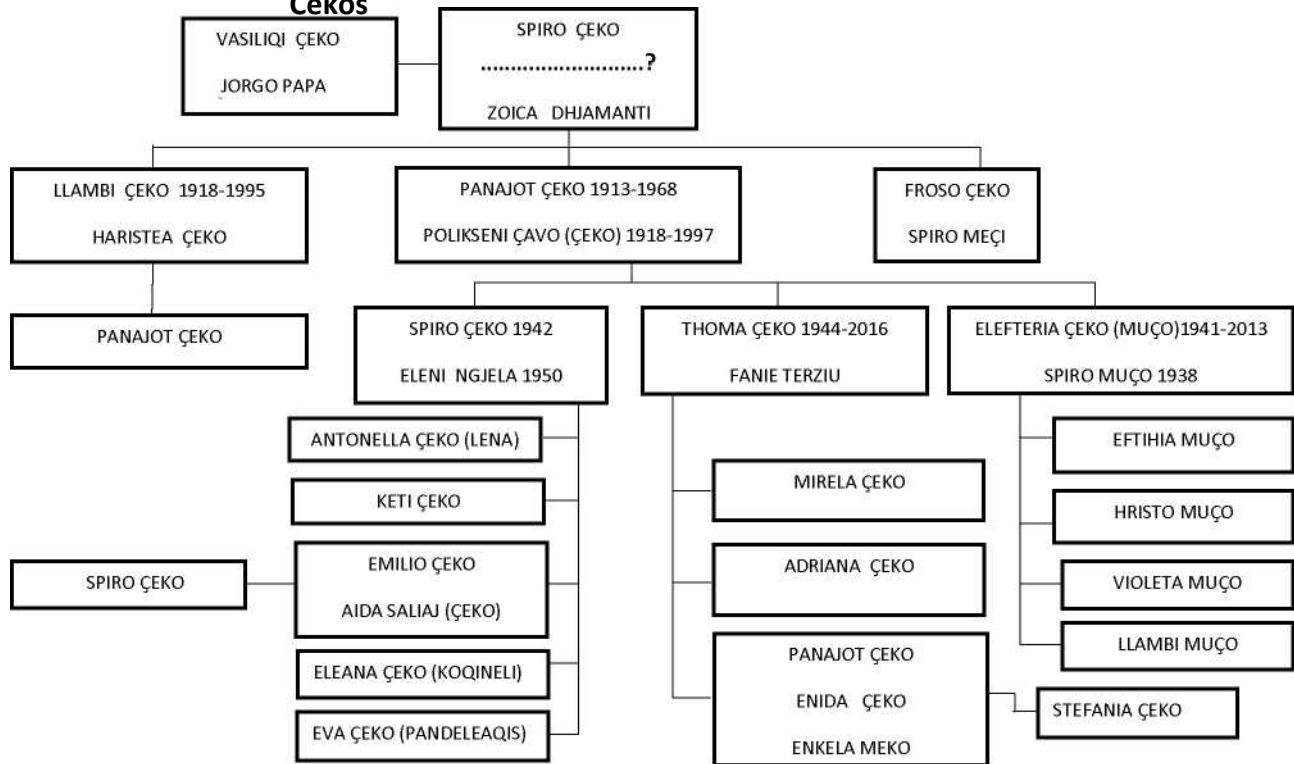 Çekos
VASILIQI ÇEKO
JORGO PAPA
SPIRO ÇEKO
...........................?
ZOICA DHJAMANTI
LLAMBI ÇEKO 1918-1995
HARISTEA ÇEKO
PANAJOT ÇEKO 1913-1968
POLIKSENI ÇAVO (ÇEKO) 1918-1997
FROSO ÇEKO
SPIRO MEÇI
PANAJOT ÇEKO
SPIRO ÇEKO 1942
ELENI NGJELA 1950
THOMA ÇEKO 1944-2016
FANIE TERZIU
ELEFTERIA ÇEKO (MUÇO)1941-2013
SPIRO MUÇO 1938
ANTONELLA ÇEKO (LENA)
KETI ÇEKO
SPIRO ÇEKO
EMILIO ÇEKO
AIDA SALIAJ (ÇEKO)
ELEANA ÇEKO (KOQINELI)
EVA ÇEKO (PANDELEAQIS)
MIRELA ÇEKO
ADRIANA ÇEKO
PANAJOT ÇEKO
ENIDA ÇEKO
ENKELA MEKO
STEFANIA ÇEKO
EFTIHIA MUÇO
HRISTO MUÇO
VIOLETA MUÇO
LLAMBI MUÇO